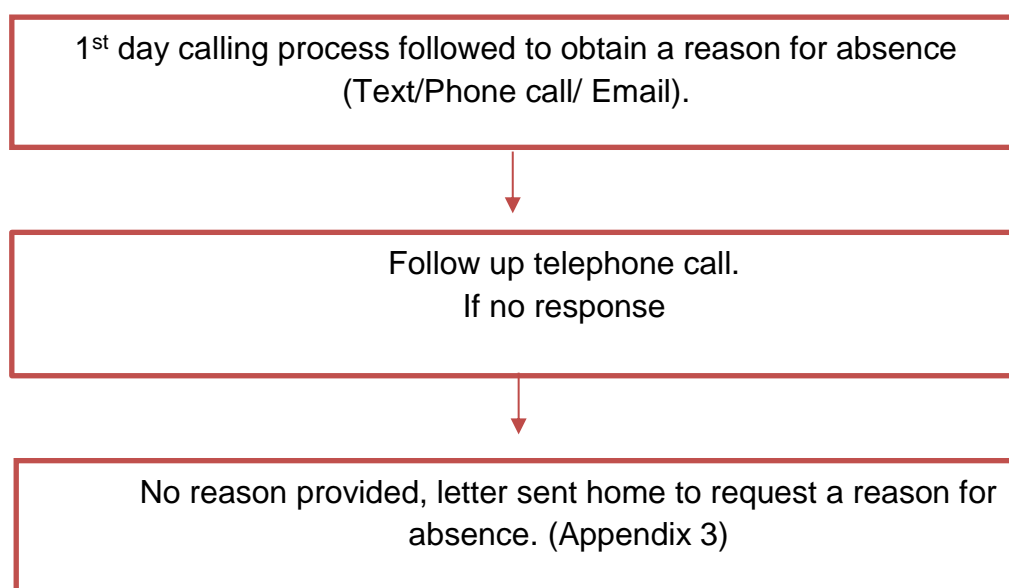 1st day calling process followed to obtain a reason for absence
(Text/Phone call/ Email).
Follow up telephone call.
If no response
No reason provided, letter sent home to request a reason for
absence. (Appendix 3)